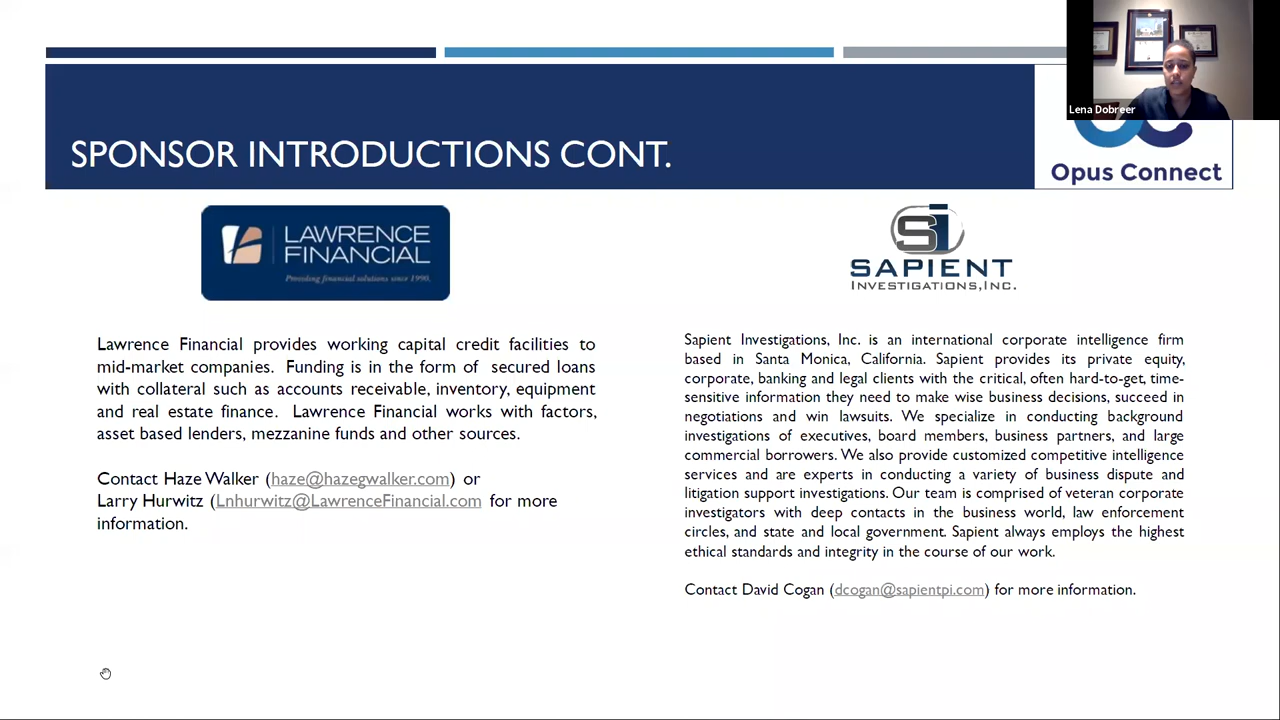 Lena Dobreer
SPONSOR INTRODUCTIONS CONT.
Opus Connect
LAWRENCE
FINANCIAL
Providing financial solutions since 1990.
Si
SAPIENT
INVESTIGATIONS, INC.
Lawrence Financial provides working capital credit facilities to
mid-market companies. Funding is in the form of secured loans
with collateral such as accounts receivable, inventory, equipment
and real estate finance. Lawrence Financial works with factors,
asset based lenders, mezzanine funds and other sources.
Contact Haze Walker (haze@hazegwalker.com) or
Larry Hurwitz (Lnhurwitz@LawrenceFinancial.com for more
information.
Sapient Investigations, Inc. is an international corporate intelligence firm
based in Santa Monica, California. Sapient provides its private equity,
corporate, banking and legal clients with the critical, often hard-to-get, time-
sensitive information they need to make wise business decisions, succeed in
negotiations and win lawsuits. We specialize in conducting background
investigations of executives, board members, business partners, and large
commercial borrowers. We also provide customized competitive intelligence
services and are experts in conducting a variety of business dispute and
litigation support investigations. Our team is comprised of veteran corporate
investigators with deep contacts in the business world, law enforcement
circles, and state and local government. Sapient always employs the highest
ethical standards and integrity in the course of our work.
Contact David Cogan (dcogan@sapientpi.com) for more information.